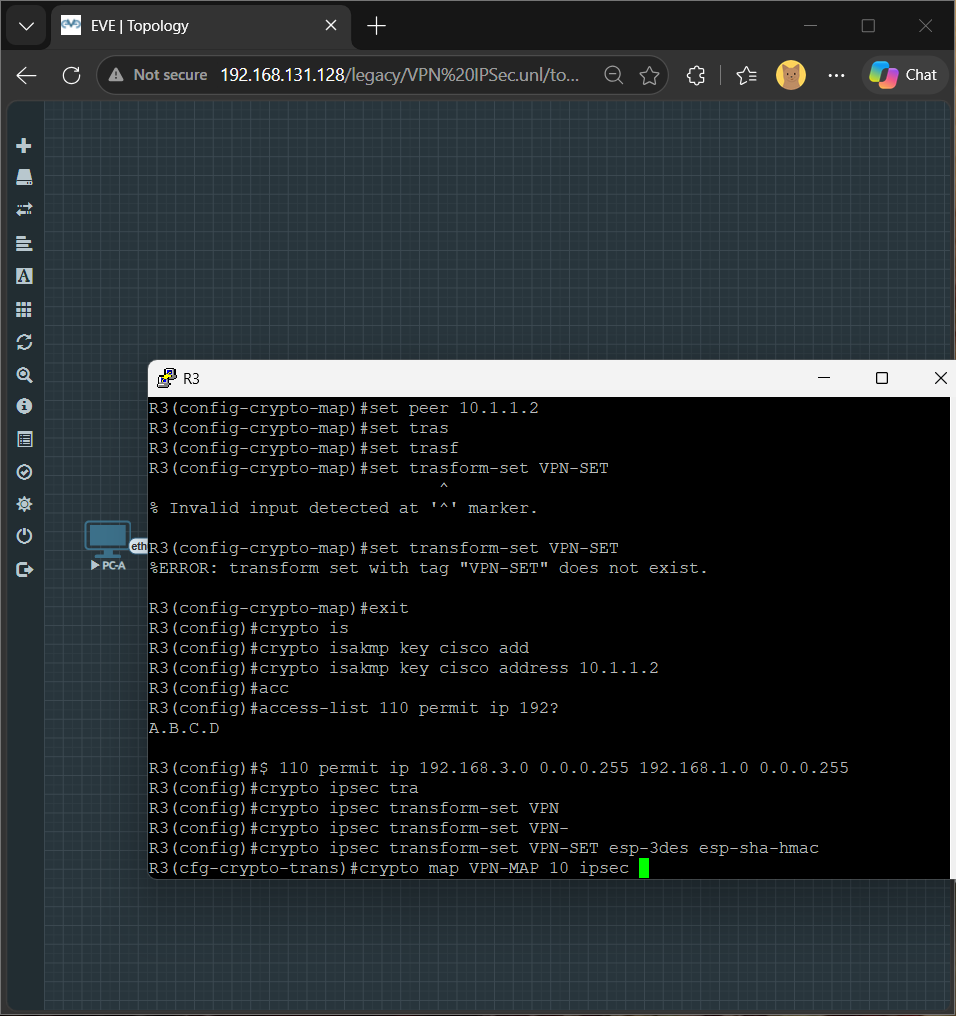 EVE | Topology
Not secure 192.168.131.128/legacy/VPN%20IPSec.unl/to...
Chat
R3
R3(config-crypto-map)#set peer 10.1.1.2
R3(config-crypto-map)#set tras
R3(config-crypto-map)#set trasf
R3(config-crypto-map)#set trasform-set VPN-SET
^
% Invalid input detected at '^' marker.
R3(config-crypto-map)#set transform-set VPN-SET
%ERROR: transform set with tag "VPN-SET" does not exist.
R3(config-crypto-map)#exit
R3(config)#crypto is
R3(config)#crypto isakmp key cisco add
R3(config)#crypto isakmp key cisco address 10.1.1.2
R3(config)#acc
R3(config)#access-list 110 permit ip 192?
A.B.C.D
R3(config)#$ 110 permit ip 192.168.3.0 0.0.0.255 192.168.1.0 0.0.0.255
R3(config)#crypto ipsec tra
R3(config)#crypto ipsec transform-set VPN
R3(config)#crypto ipsec transform-set VPN-
R3(config)#crypto ipsec transform-set VPN-SET esp-3des esp-sha-hmac
R3(cfg-crypto-trans)#crypto map VPN-MAP 10 ipsec
eth
PC-A